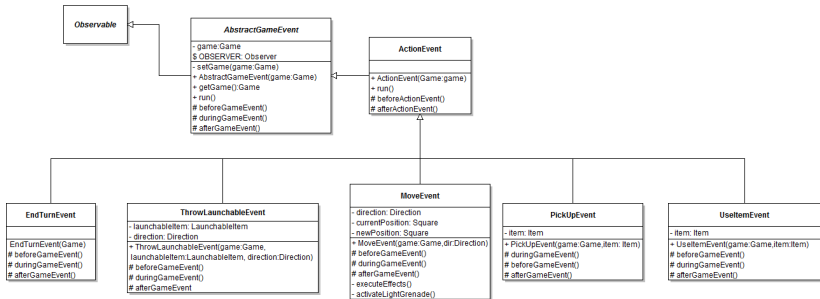 Observable
AbstractGameEvent
- game:Game
$ OBSERVER: Observer
- setGame(game:Game)
+ AbstractGameEvent(game:Game)
+ getGame():Game
+ run()
# beforeGameEvent()
# duringGameEvent()
# afterGameEvent()
ActionEvent
+ ActionEvent(Game:game)
+ run()
# beforeActionEvent()
# afterActionEvent()
EndTurnEvent
EndTurnEvent(Game)
# beforeGameEvent()
# duringGameEvent()
# afterGameEvent()
ThrowLaunchableEvent
- launchableItem: LaunchableItem
- direction: Direction
+ ThrowLaunchableEvent(game:Game,
launchableItem:LaunchableItem, direction:Direction)
# beforeGameEvent()
# duringGameEvent()
# afterGameEvent
MoveEvent
- direction: Direction
- currentPosition: Square
- newPosition: Square
+ MoveEvent(game:Game,dir:Direction)
# beforeGameEvent()
# duringGameEvent()
# afterGameEvent()
- executeEffects()
- activateLightGrenade()
PickUpEvent
- item: Item
+ PickUpEvent(game:Game,item: Item)
# duringGameEvent()
# beforeGameEvent()
# afterGameEvent()
UseItemEvent
- item: Item
+ UseItemEvent(game:Game,item:Item)
# beforeGameEvent()
# duringGameEvent()
# afterGameEvent()